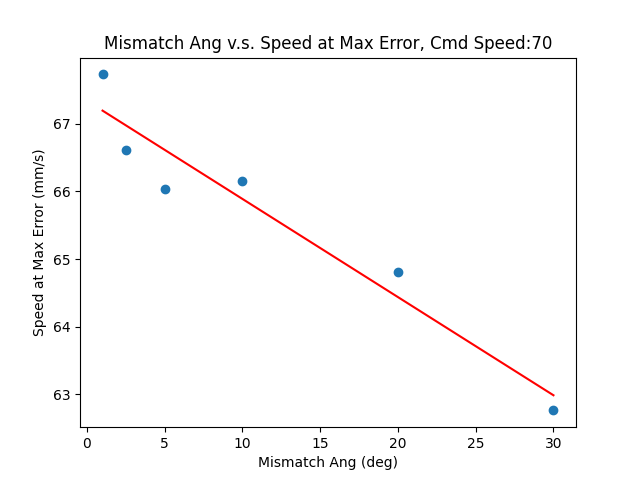 Mismatch Ang v.s. Speed at Max Error, Cmd Speed:70
67
66
65
64
63
Speed at Max Error (mm/s)
0 5 10 15 20 25 30
Mismatch Ang (deg)